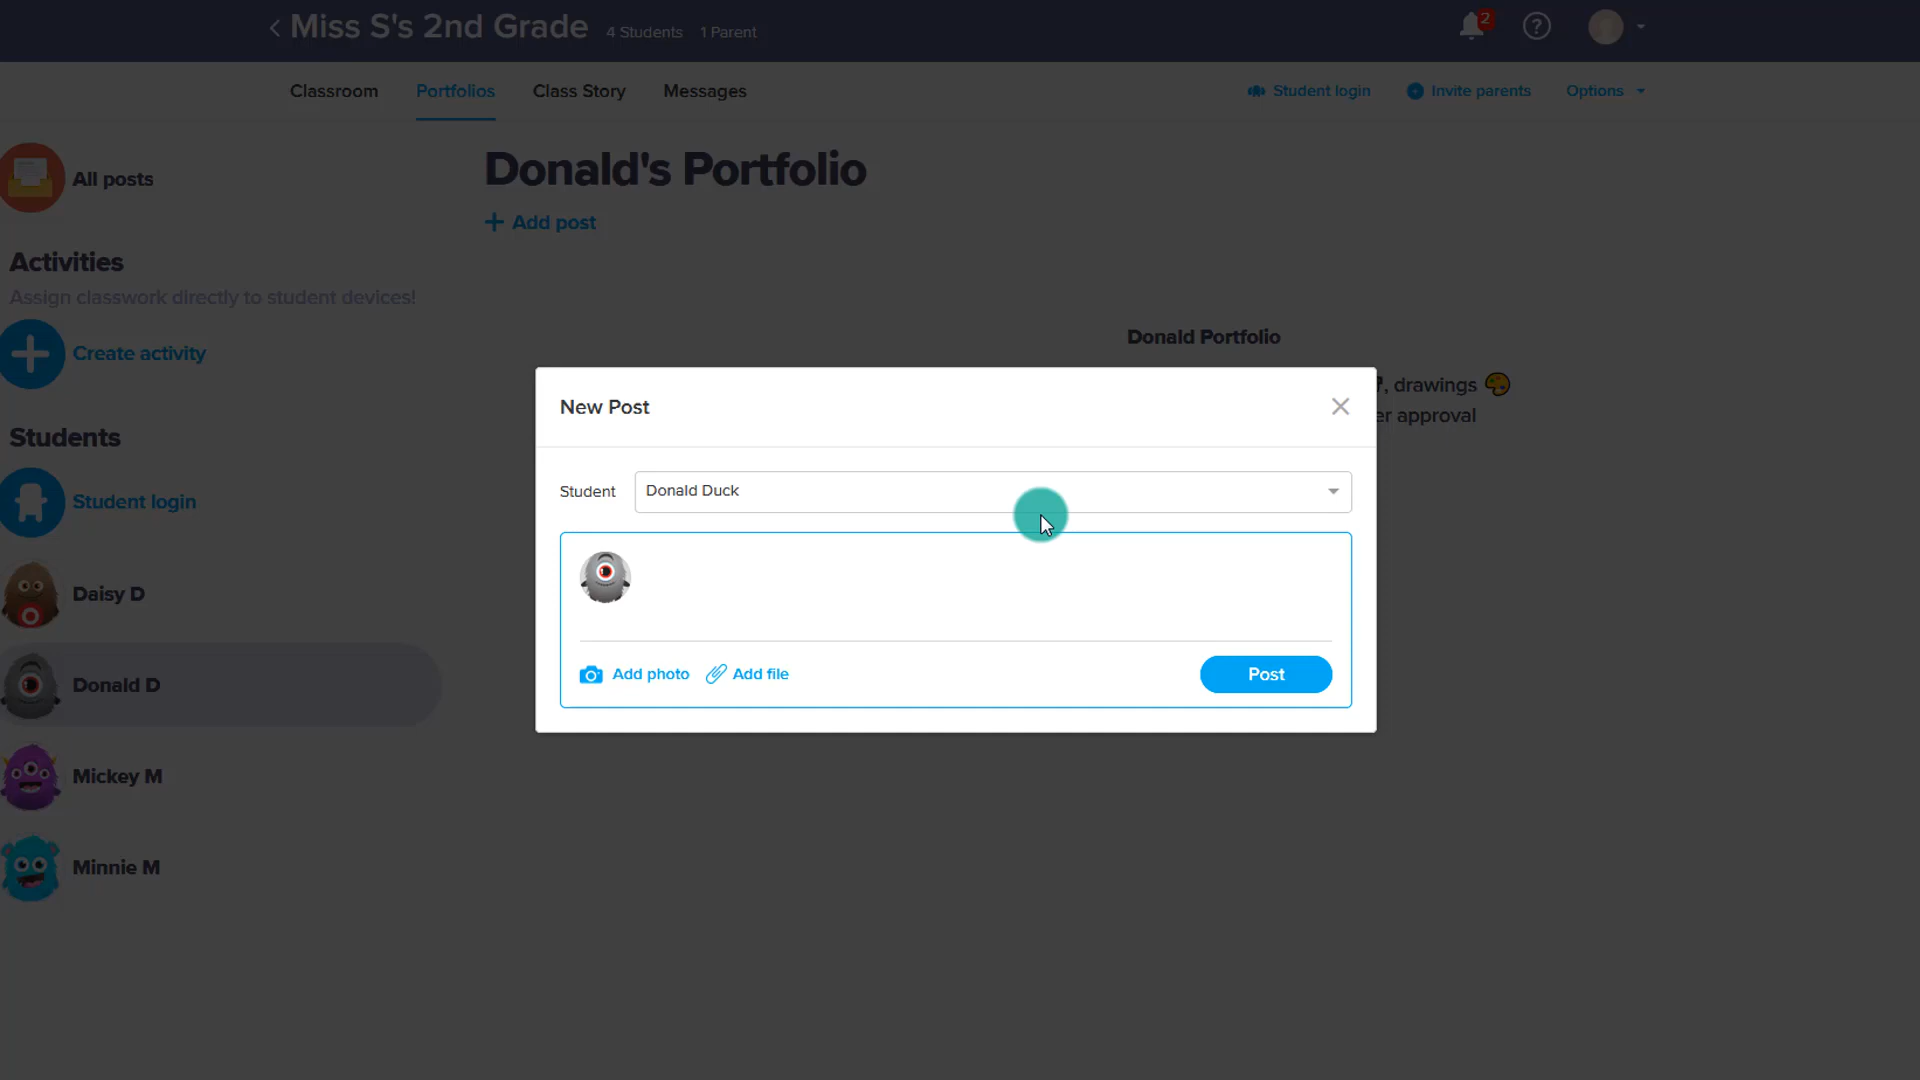 Miss S's 2nd Grade 4 Students 1 Parent
2
?
Classroom Portfolios Class Story Messages
Student login Invite parents Options
All posts
Donald's Portfolio
+ Add post
Activities
Assign classwork directly to student devices!
Create activity
Donald Portfolio
, drawings
er approval
Students
Student login
Daisy D
Donald D
Mickey M
Minnie M
New Post
Student Donald Duck
Add photo Add file Post